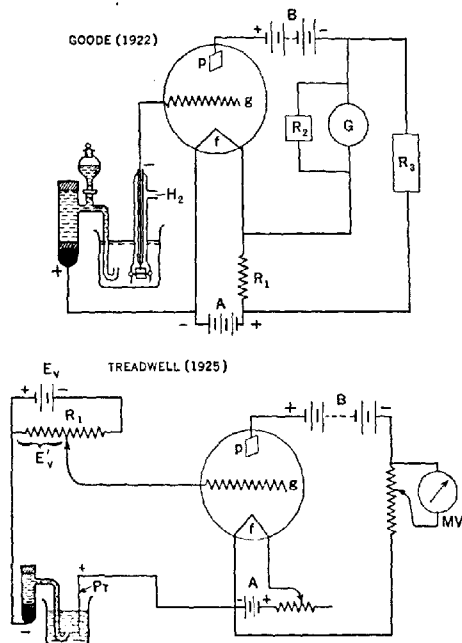 GOODE (1922)
+ B -
p
g
f
R2
G
R3
-
H2
+
R1
A
- +
TREADWELL (1925)
EV
+ -
R1
E'V
+ B -
p
g
f
MV
+
PT
A
- +
-